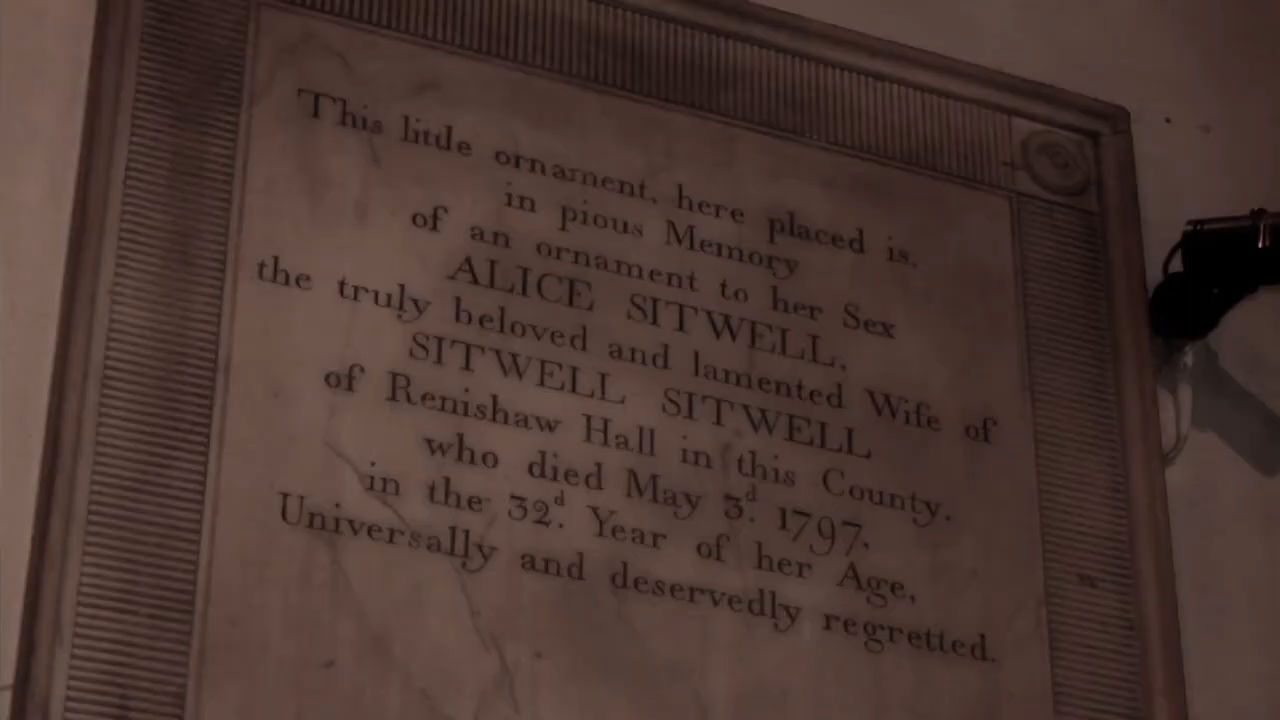 This little ornament, here placed is,
in pious Memory
of an ornament to her Sex
ALICE SITWELL,
the truly beloved and lamented Wife of
SITWELL SITWELL
of Renishaw Hall in this County.
who died May 3d. 1797.
in the 32d. Year of her Age,
Universally and deservedly regretted.